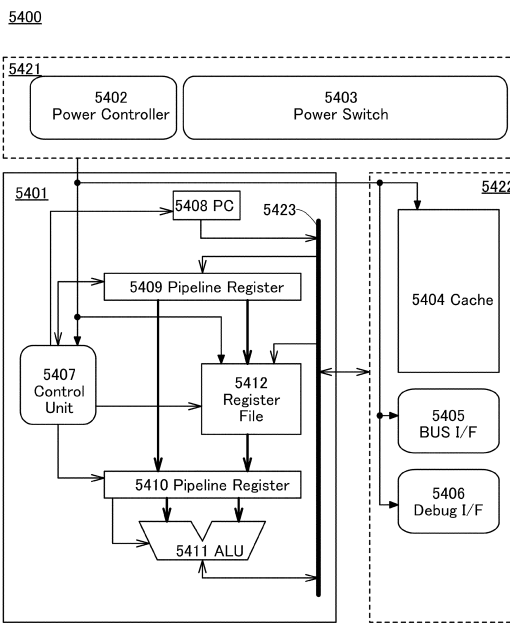 5400
5421
5402
Power Controller
5403
Power Switch
5401
5408 PC
5423
5422
5409 Pipeline Register
5404 Cache
5407
Control
Unit
5412
Register
File
5405
BUS I/F
5410 Pipeline Register
5406
Debug I/F
5411 ALU